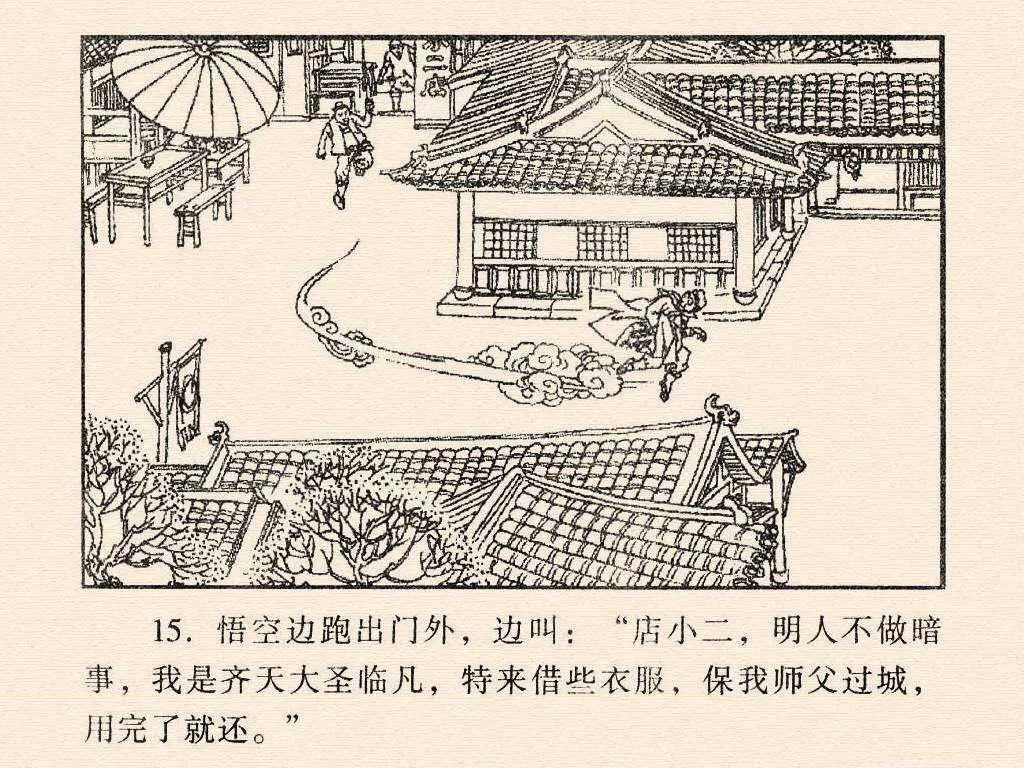 15. 悟空边跑出门外，边叫：“店小二，明人不做暗
事，我是齐天大圣临凡，特来借些衣服，保我师父过城，
用完了就还。”